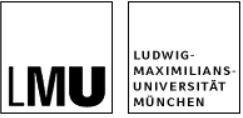 LMU
LUDWIG-
MAXIMILIANS-
UNIVERSITÄT
MÜNCHEN